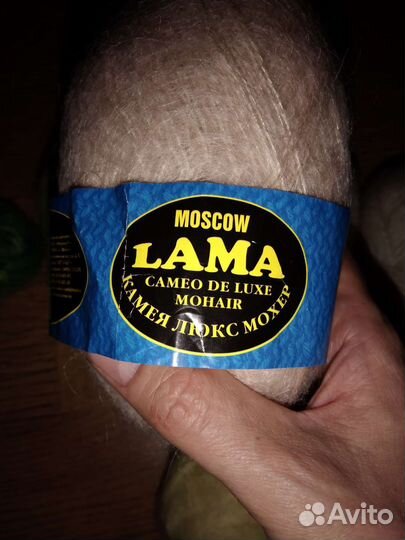 MOSCOW
LAMA
CAMEO DE LUXE
MOHAIR
КАМЕЯ ЛЮКС МОХЕР
Avito